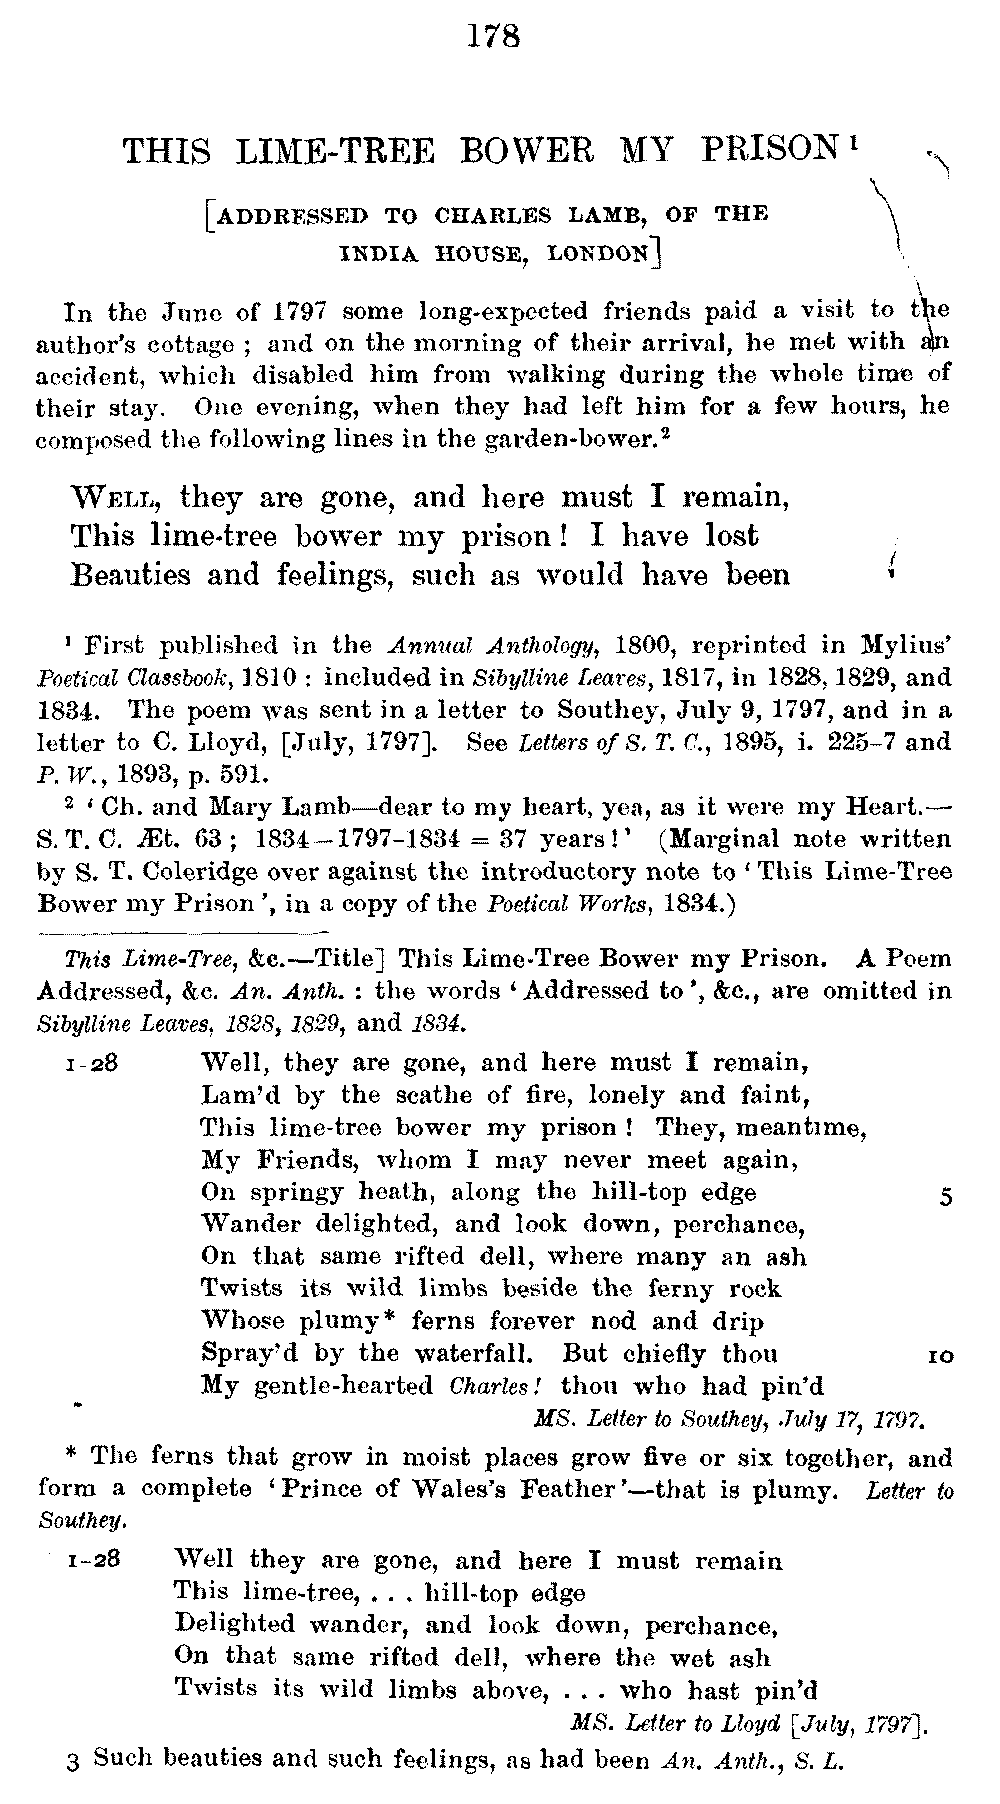 178
THIS LIME-TREE BOWER MY PRISON ¹
[ADDRESSED TO CHARLES LAMB, OF THE
INDIA HOUSE, LONDON]
In the June of 1797 some long-expected friends paid a visit to the
author's cottage ; and on the morning of their arrival, he met with an
accident, which disabled him from walking during the whole time of
their stay. One evening, when they had left him for a few hours, he
composed the following lines in the garden-bower.²
WELL, they are gone, and here must I remain,
This lime-tree bower my prison ! I have lost
Beauties and feelings, such as would have been
¹ First published in the Annual Anthology, 1800, reprinted in Mylius'
Poetical Classbook, 1810 : included in Sibylline Leaves, 1817, in 1828, 1829, and
1834. The poem was sent in a letter to Southey, July 9, 1797, and in a
letter to C. Lloyd, [July, 1797]. See Letters of S. T. C., 1895, i. 225–7 and
P. W., 1893, p. 591.
² ‘ Ch. and Mary Lamb—dear to my heart, yea, as it were my Heart.—
S. T. C. Æt. 63 ; 1834–1797–1834 = 37 years ! ’ (Marginal note written
by S. T. Coleridge over against the introductory note to ‘ This Lime-Tree
Bower my Prison ’, in a copy of the Poetical Works, 1834.)
This Lime-Tree, &c.—Title] This Lime-Tree Bower my Prison. A Poem
Addressed, &c. An. Anth. : the words ‘ Addressed to ’, &c., are omitted in
Sibylline Leaves, 1828, 1829, and 1834.
1–28 Well, they are gone, and here must I remain,
Lam'd by the scathe of fire, lonely and faint,
This lime-tree bower my prison ! They, meantime,
My Friends, whom I may never meet again,
On springy heath, along the hill-top edge 5
Wander delighted, and look down, perchance,
On that same rifted dell, where many an ash
Twists its wild limbs beside the ferny rock
Whose plumy* ferns forever nod and drip
Spray'd by the waterfall. But chiefly thou 10
My gentle-hearted Charles ! thou who had pin'd
MS. Letter to Southey, July 17, 1797.
* The ferns that grow in moist places grow five or six together, and
form a complete ‘ Prince of Wales's Feather ’—that is plumy. Letter to
Southey.
1–28 Well they are gone, and here I must remain
This lime-tree, . . . hill-top edge
Delighted wander, and look down, perchance,
On that same rifted dell, where the wet ash
Twists its wild limbs above, . . . who hast pin'd
MS. Letter to Lloyd [July, 1797].
3 Such beauties and such feelings, as had been An. Anth., S. L.